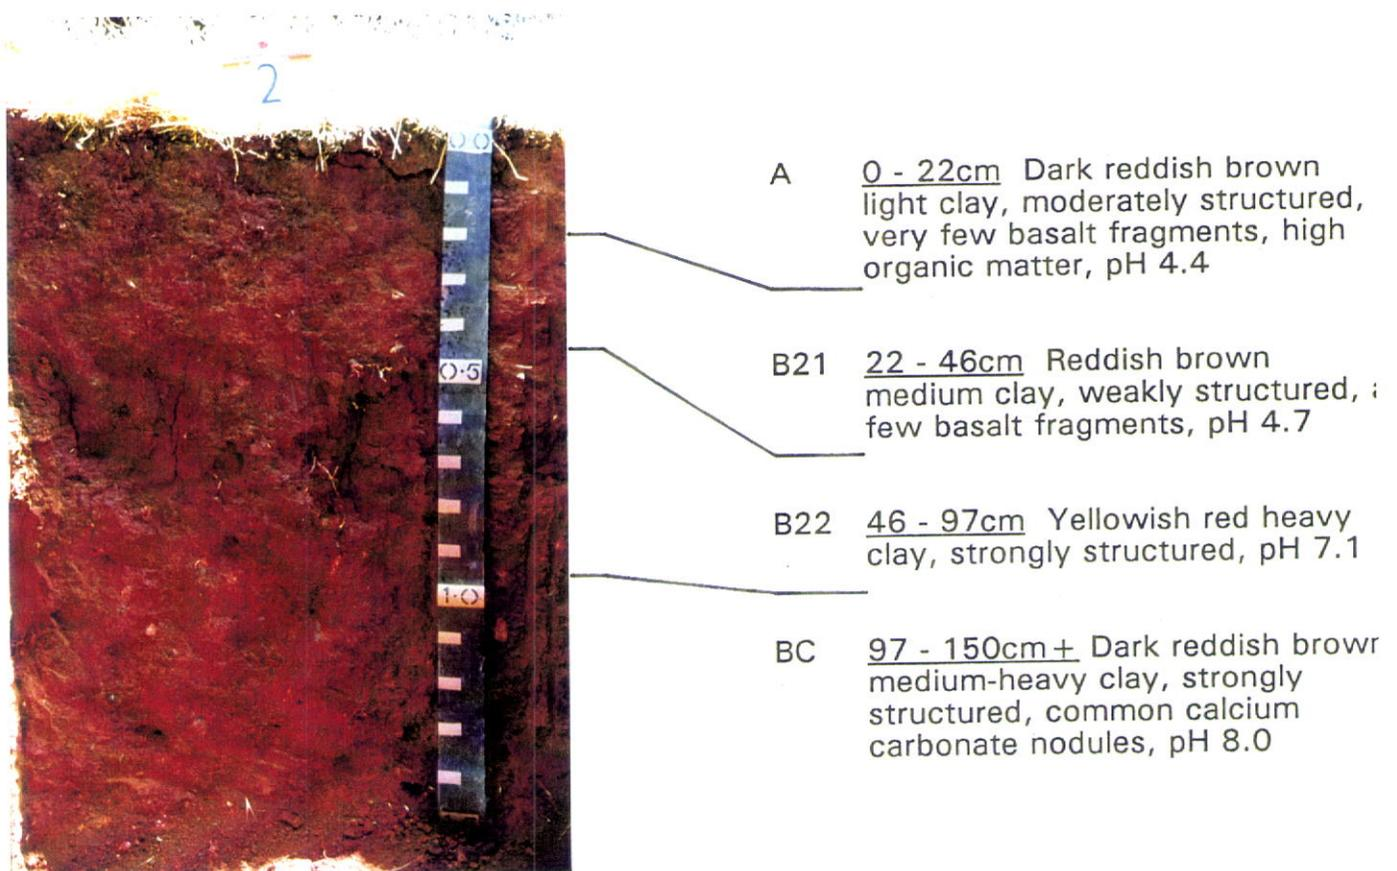 2
0.0
0.5
1.0
A 0 - 22cm Dark reddish brown
light clay, moderately structured,
very few basalt fragments, high
organic matter, pH 4.4
B21 22 - 46cm Reddish brown
medium clay, weakly structured,
few basalt fragments, pH 4.7
B22 46 - 97cm Yellowish red heavy
clay, strongly structured, pH 7.1
BC 97 - 150cm+ Dark reddish
medium-heavy clay, strongly
structured, common calcium
carbonate nodules, pH 8.0